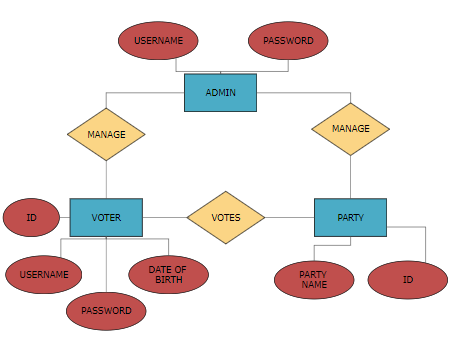 USERNAME
PASSWORD
ADMIN
MANAGE
MANAGE
ID
VOTER
VOTES
PARTY
USERNAME
DATE OF
BIRTH
PARTY
NAME
ID
PASSWORD